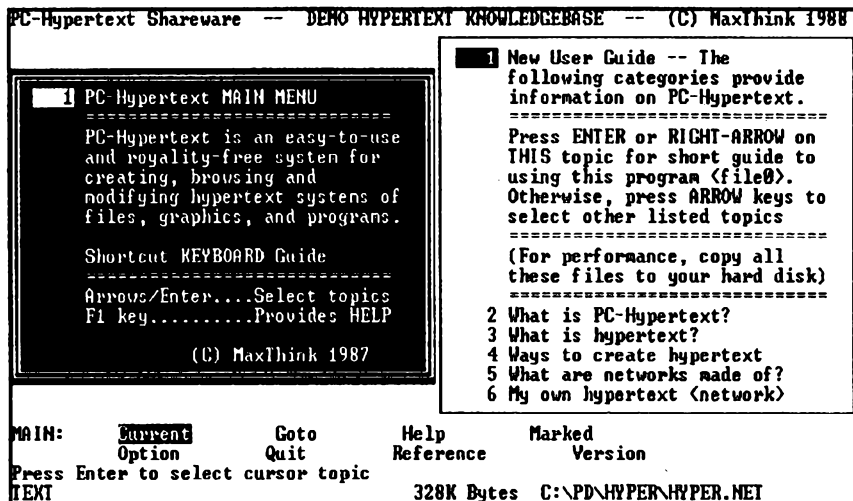 PC-Hypertext Shareware -- DEMO HYPERTEXT KNOWLEDGEBASE -- (C) MaxThink 1988
1 PC-Hypertext MAIN MENU
==============================
PC-Hypertext is an easy-to-use
and royality-free system for
creating, browsing and
modifying hypertext systems of
files, graphics, and programs.
Shortcut KEYBOARD Guide
------------------------------
Arrows/Enter....Select topics
F1 key..........Provides HELP
(C) MaxThink 1987
1 New User Guide -- The
following categories provide
information on PC-Hypertext.
==============================
Press ENTER or RIGHT-ARROW on
THIS topic for short guide to
using this program <file0>.
Otherwise, press ARROW keys to
select other listed topics
==============================
(For performance, copy all
these files to your hard disk)
==============================
2 What is PC-Hypertext?
3 What is hypertext?
4 Ways to create hypertext
5 What are networks made of?
6 My own hypertext <network>
MAIN: Current Goto Help Marked
Option Quit Reference Version
Press Enter to select cursor topic
TEXT 328K Bytes C:\PD\HYPER\HYPER.NET